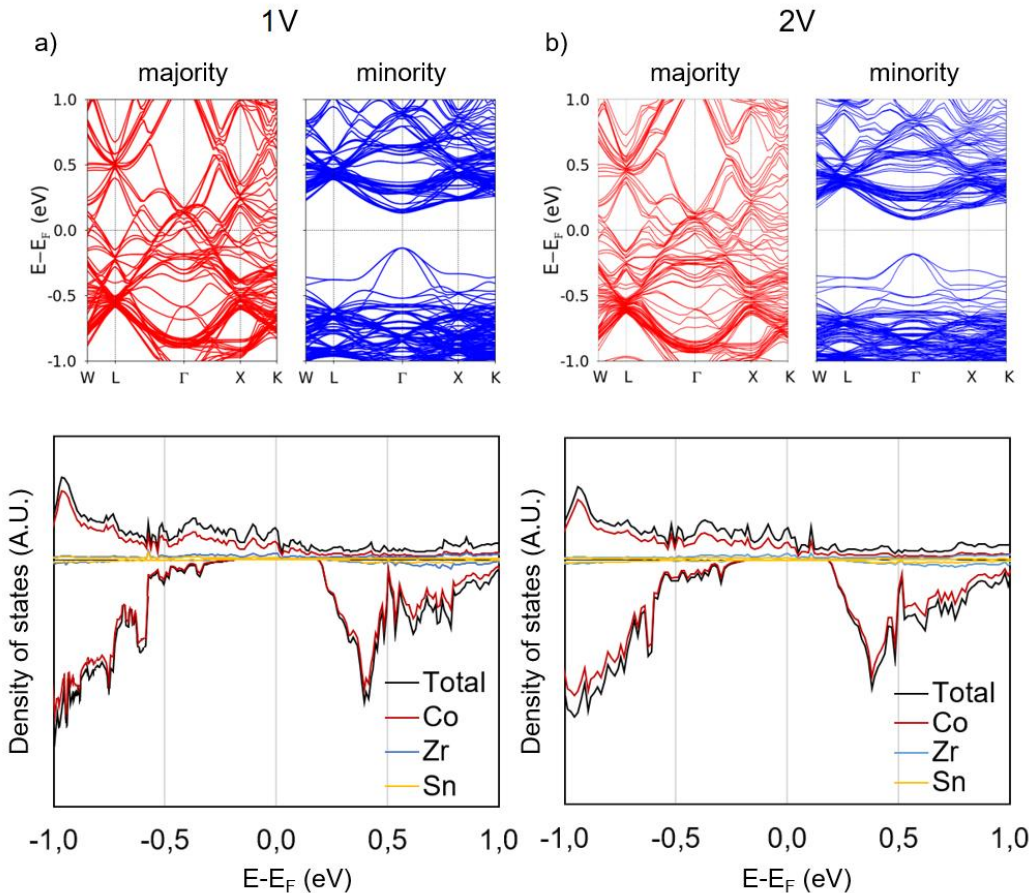 1V
a)
majority
minority
1.0
0.5
0.0
-0.5
-1.0
E−E_F (eV)
W L Γ X K
W L Γ X K
2V
b)
majority
minority
1.0
0.5
0.0
-0.5
-1.0
E−E_F (eV)
W L Γ X K
W L Γ X K
Density of states (A.U.)
Total
Co
Zr
Sn
-1,0 -0,5 0,0 0,5 1,0
E-E_F (eV)
Density of states (A.U.)
Total
Co
Zr
Sn
-1,0 -0,5 0,0 0,5 1,0
E-E_F (eV)